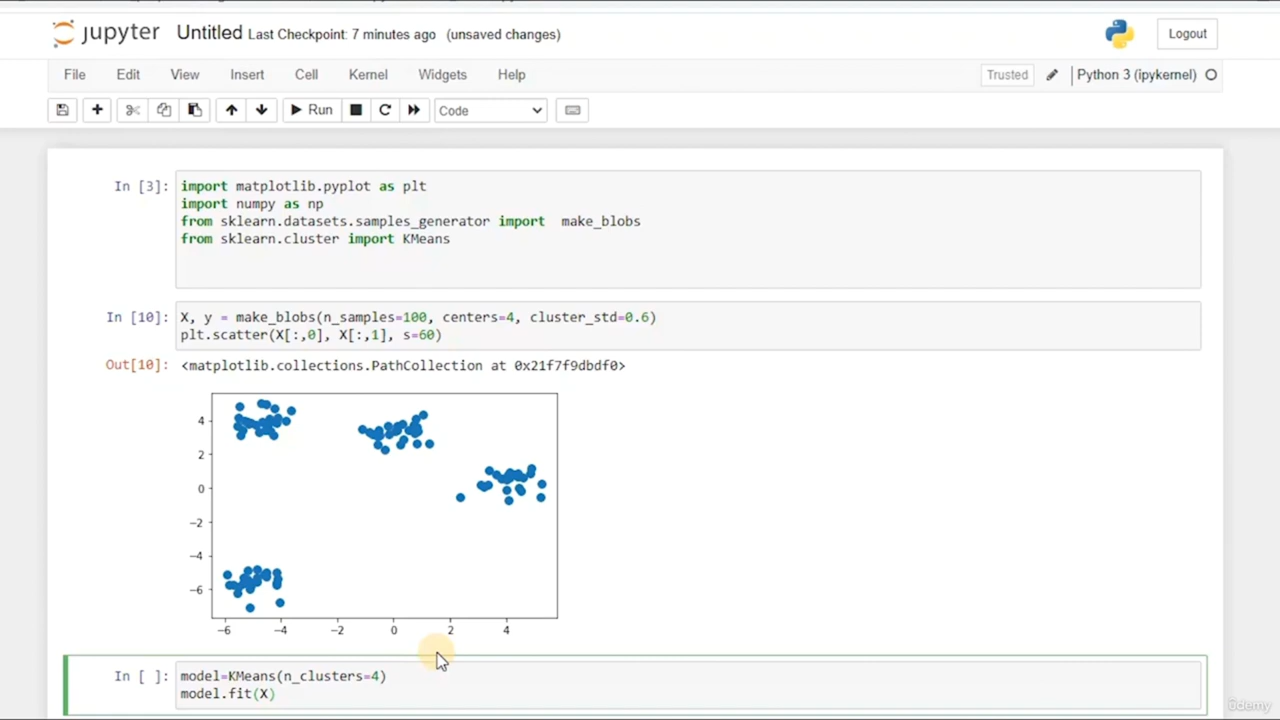 jupyter Untitled Last Checkpoint: 7 minutes ago (unsaved changes) Logout
File Edit View Insert Cell Kernel Widgets Help Trusted Python 3 (ipykernel)
Run Code
In [3]: import matplotlib.pyplot as plt
import numpy as np
from sklearn.datasets.samples_generator import  make_blobs
from sklearn.cluster import KMeans
In [10]: X, y = make_blobs(n_samples=100, centers=4, cluster_std=0.6)
plt.scatter(X[:,0], X[:,1], s=60)
Out[10]: <matplotlib.collections.PathCollection at 0x21f7f9dbdf0>
4
2
0
−2
−4
−6
−6 −4 −2 0 2 4
In [ ]: model=KMeans(n_clusters=4)
model.fit(X)
ûdemy